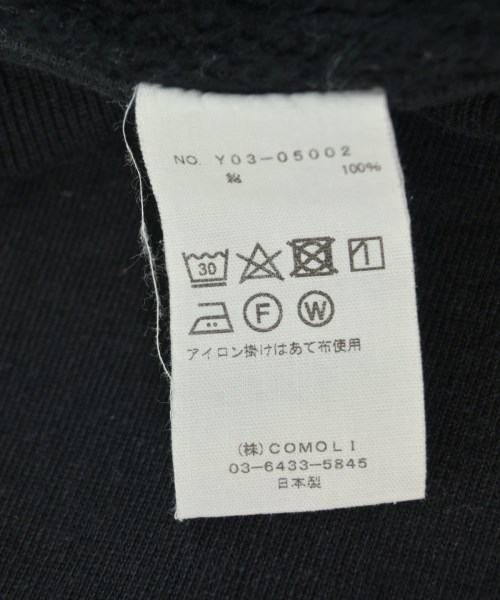 NO. Y03-05002
綿 100%
30
F W
アイロン掛けはあて布使用
(株)COMOLI
03-6433-5845
日本製